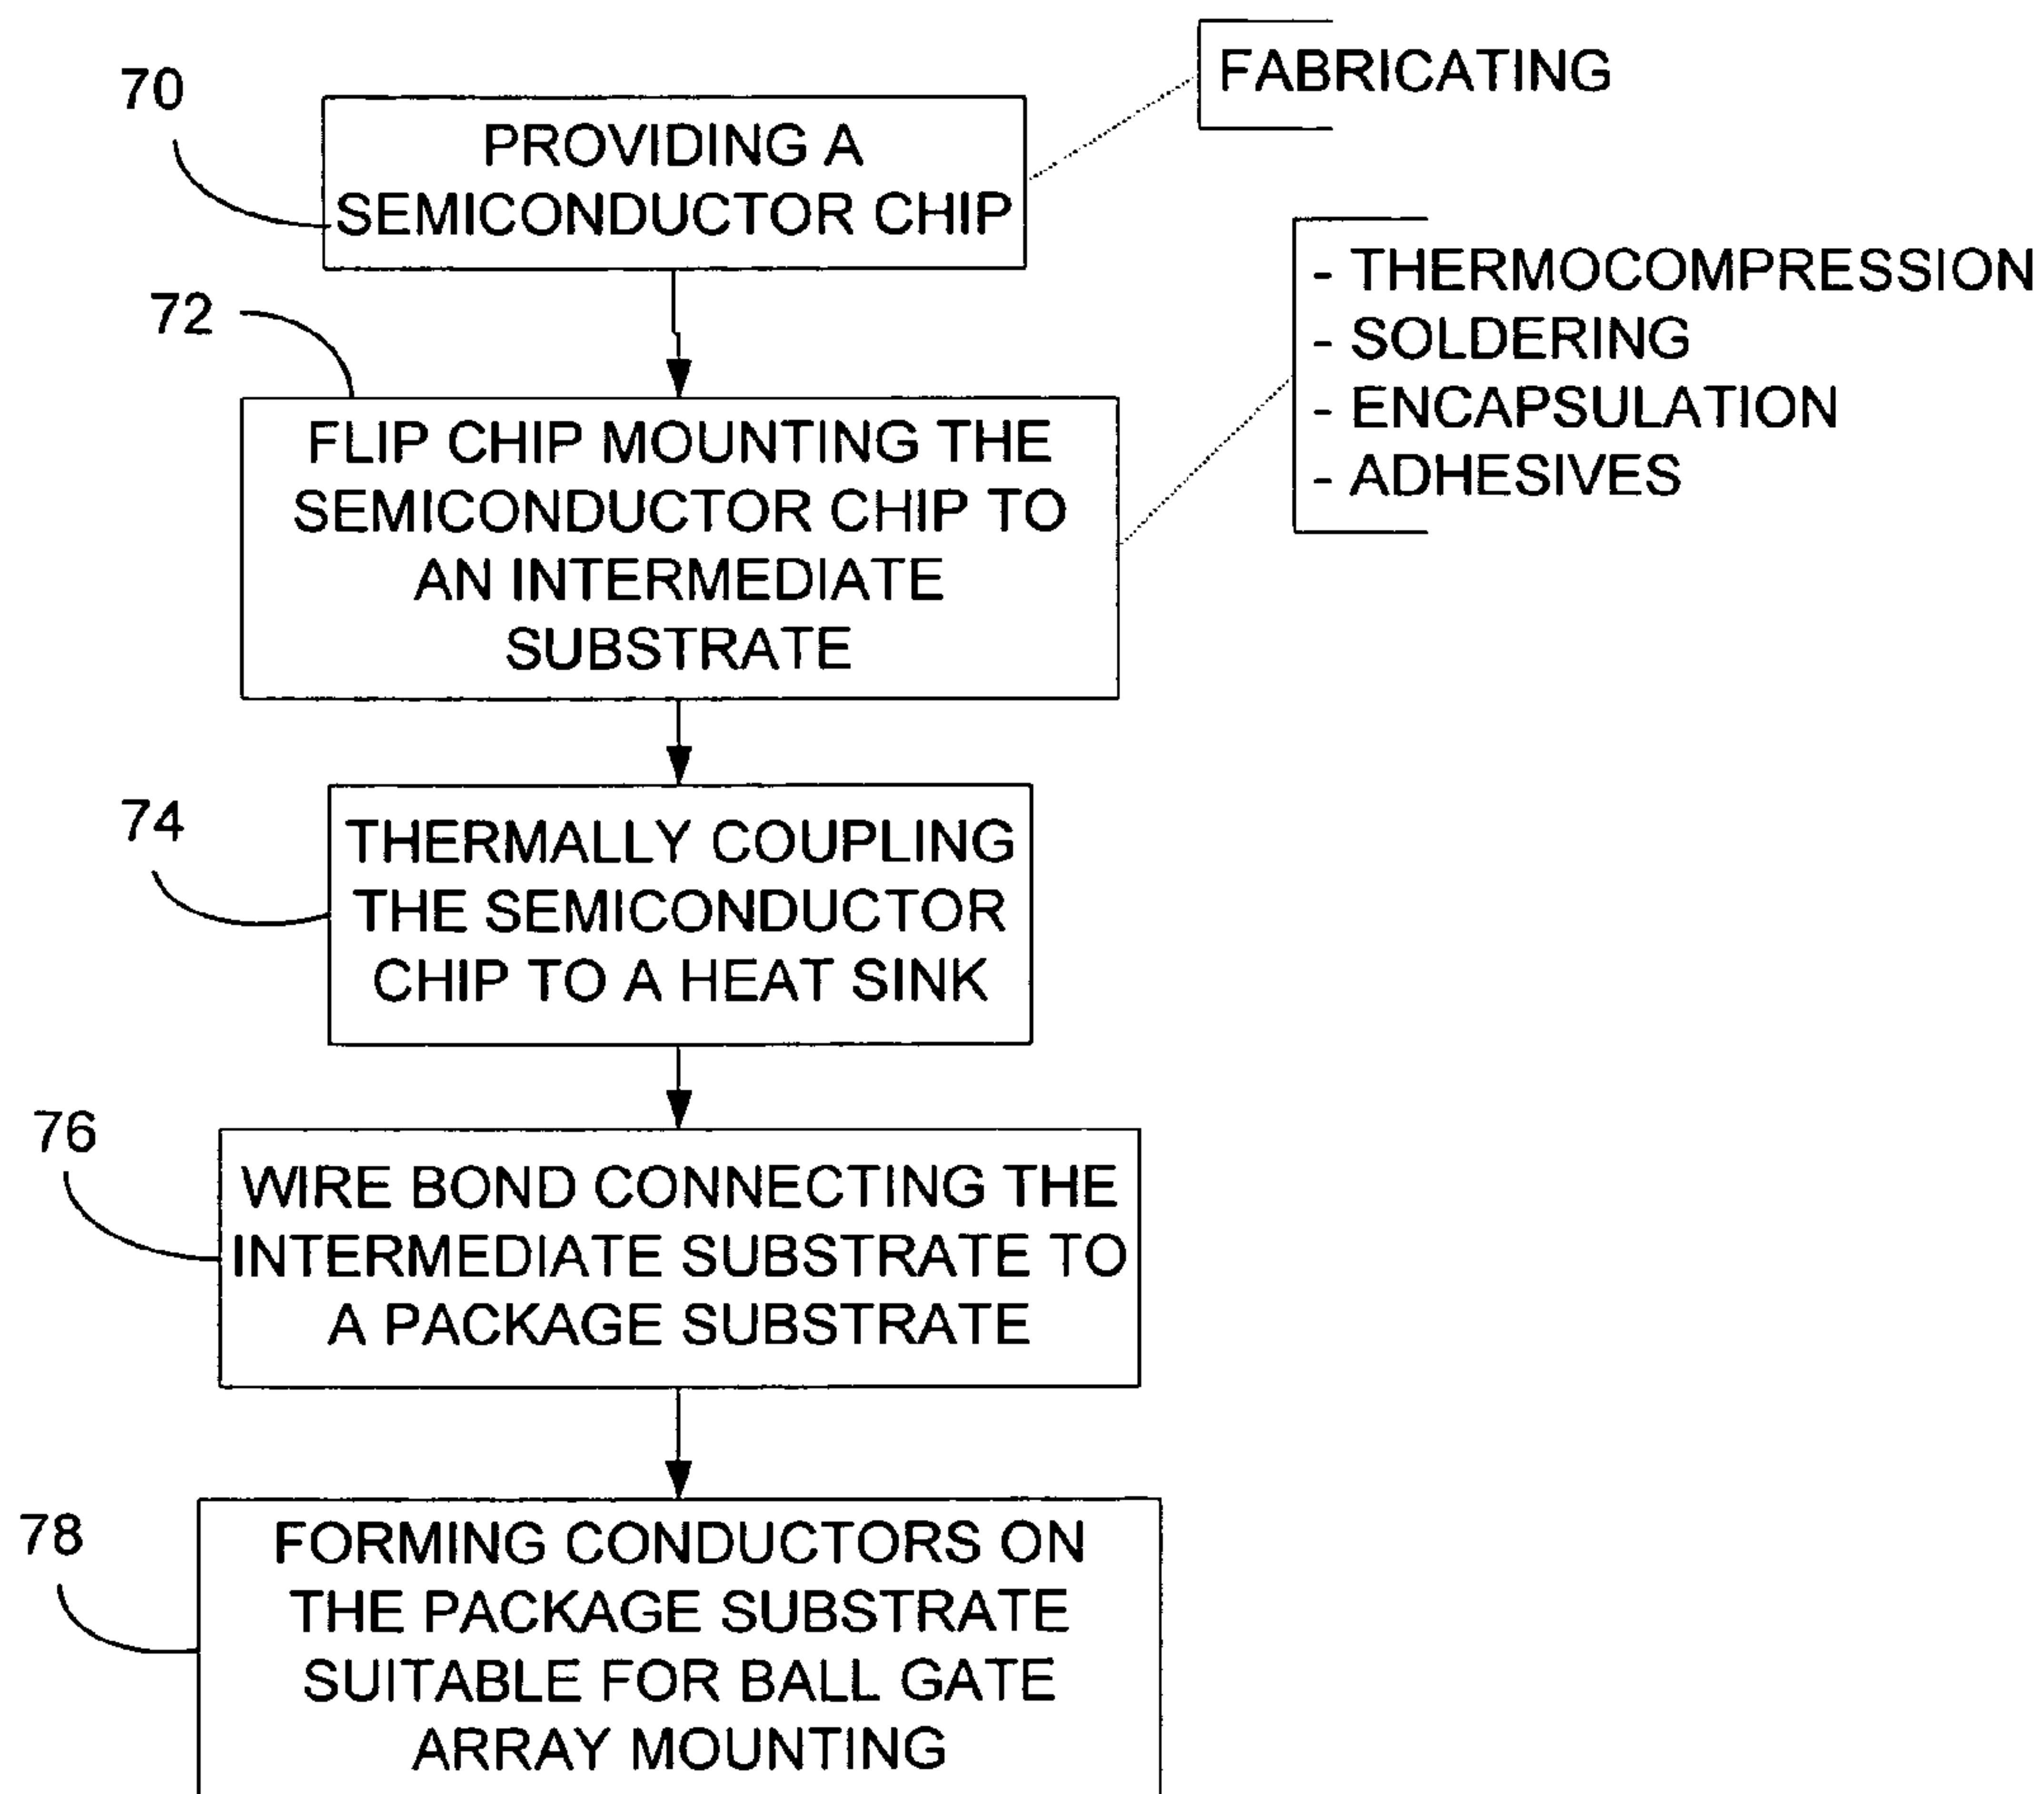 FABRICATING
70
PROVIDING A
SEMICONDUCTOR CHIP
- THERMOCOMPRESSION
- SOLDERING
- ENCAPSULATION
- ADHESIVES
72
FLIP CHIP MOUNTING THE
SEMICONDUCTOR CHIP TO
AN INTERMEDIATE
SUBSTRATE
74
THERMALLY COUPLING
THE SEMICONDUCTOR
CHIP TO A HEAT SINK
76
WIRE BOND CONNECTING THE
INTERMEDIATE SUBSTRATE TO
A PACKAGE SUBSTRATE
78
FORMING CONDUCTORS ON
THE PACKAGE SUBSTRATE
SUITABLE FOR BALL GATE
ARRAY MOUNTING